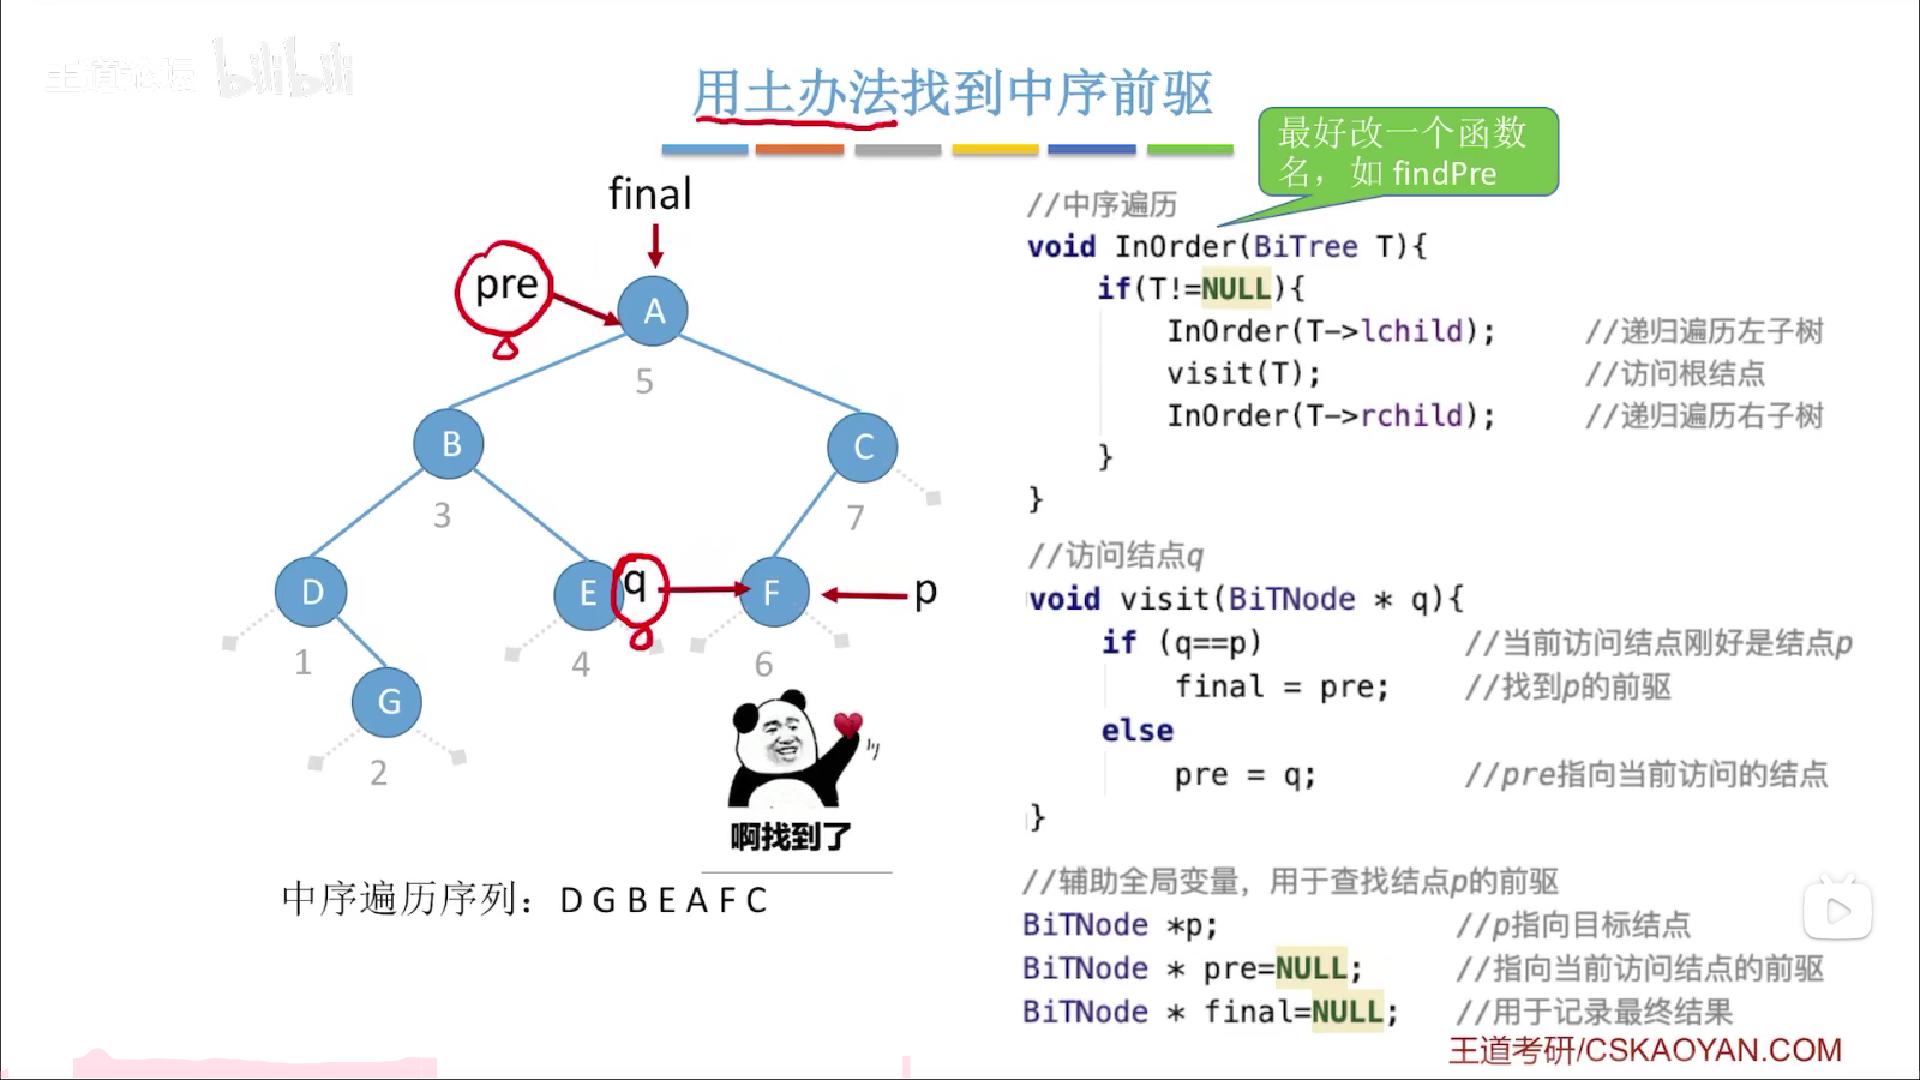 王道论坛 bilibili
用土办法找到中序前驱
最好改一个函数
名，如 findPre
final
pre
A
5
B
3
C
7
D
1
E
4
q
F
6
p
G
2
啊找到了
中序遍历序列：D G B E A F C
//中序遍历
void InOrder(BiTree T){
if(T!=NULL){
InOrder(T->lchild); //递归遍历左子树
visit(T); //访问根结点
InOrder(T->rchild); //递归遍历右子树
}
}
//访问结点q
void visit(BiTNode * q){
if (q==p) //当前访问结点刚好是结点p
final = pre; //找到p的前驱
else
pre = q; //pre指向当前访问的结点
}
//辅助全局变量，用于查找结点p的前驱
BiTNode *p; //p指向目标结点
BiTNode * pre=NULL; //指向当前访问结点的前驱
BiTNode * final=NULL; //用于记录最终结果
王道考研/CSKAOYAN.COM